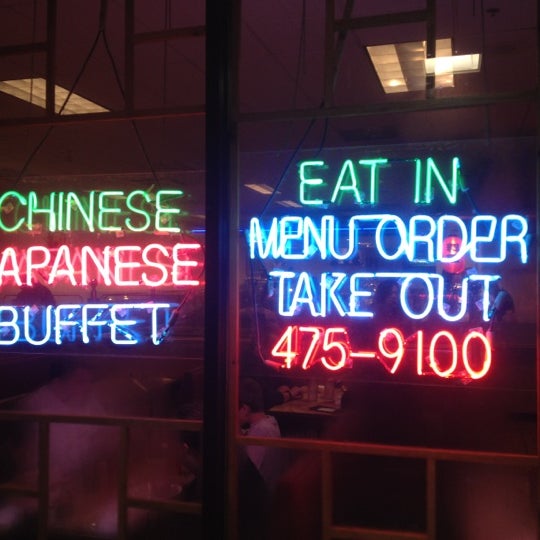 CHINESE
APANESE
BUFFET
EAT IN
MENU ORDER
TAKE OUT
475-9100